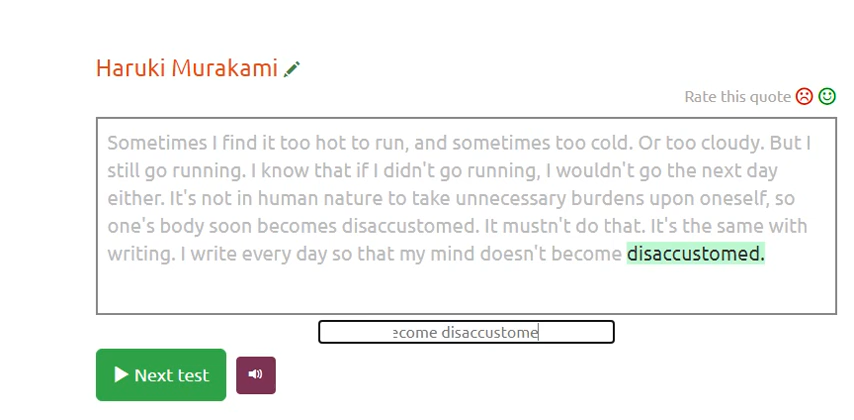 Haruki Murakami
Rate this quote
Sometimes I find it too hot to run, and sometimes too cold. Or too cloudy. But I
still go running. I know that if I didn't go running, I wouldn't go the next day
either. It's not in human nature to take unnecessary burdens upon oneself, so
one's body soon becomes disaccustomed. It mustn't do that. It's the same with
writing. I write every day so that my mind doesn't become disaccustomed.
ecome disaccustome
Next test